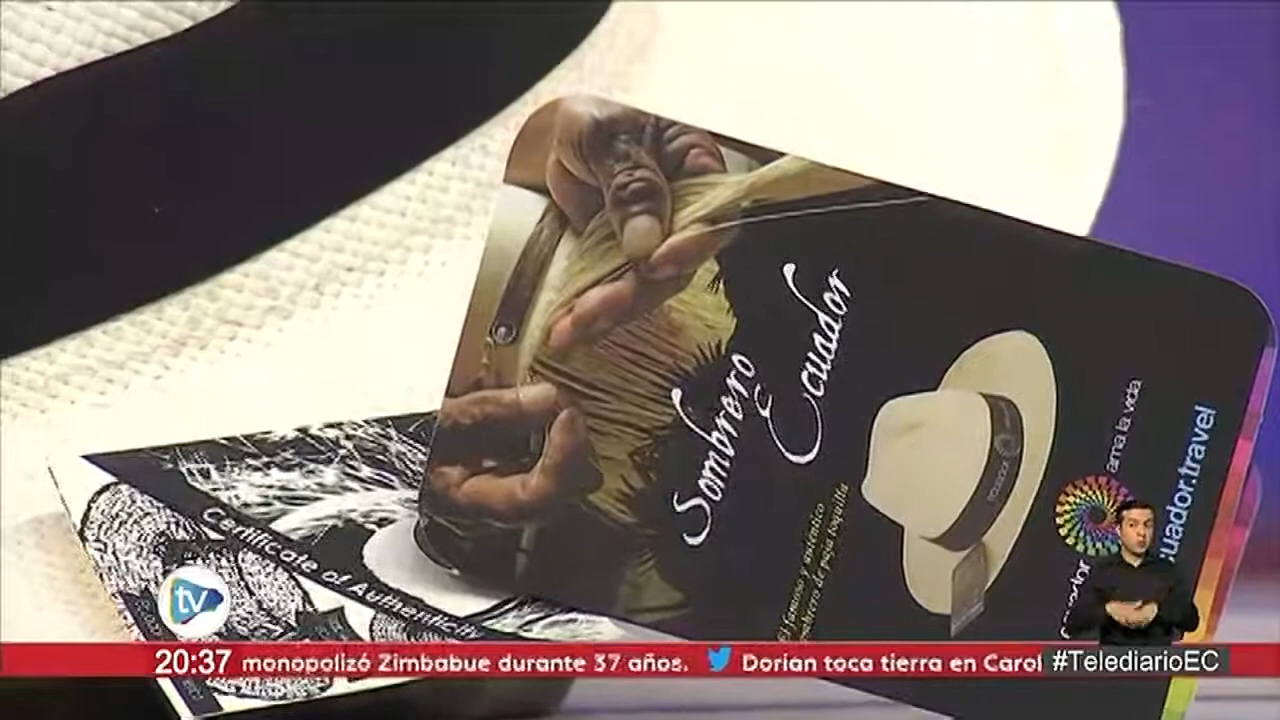 Sombrero
Ecuador
El famoso y auténtico
sombrero de paja toquilla
ECUADOR
ama la vida
cuador.travel
Certificate of Authenticity
tv
20:37 monopolizó Zimbabue durante 37 años. Dorian toca tierra en Carol
#TelediarioEC